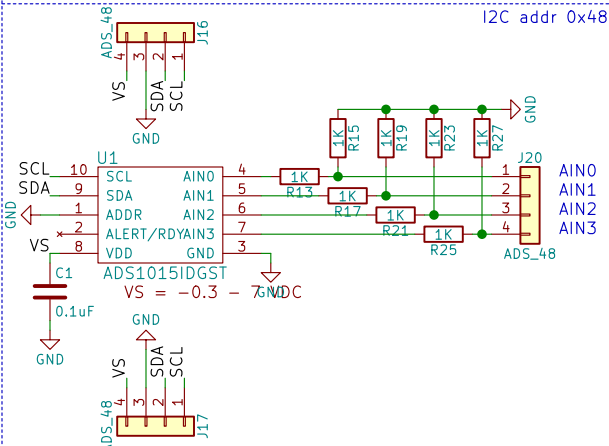 I2C addr 0x48
ADS_48
J16
4
3
2
1
VS
SDA
SCL
GND
GND
1K
R15
1K
R19
1K
R23
1K
R27
U1
J20
SCL
10
SCL
AIN0
4
1K
R13
1
AIN0
SDA
9
SDA
AIN1
5
1K
R17
2
AIN1
GND
1
ADDR
AIN2
6
1K
R21
3
AIN2
2
ALERT/RDY
AIN3
7
1K
R25
4
AIN3
VS
8
VDD
GND
3
ADS_48
C1
ADS1015IDGST
GND
VS = -0.3 - 7 VDC
0.1uF
GND
GND
VS
SDA
SCL
4
3
2
1
ADS_48
J17